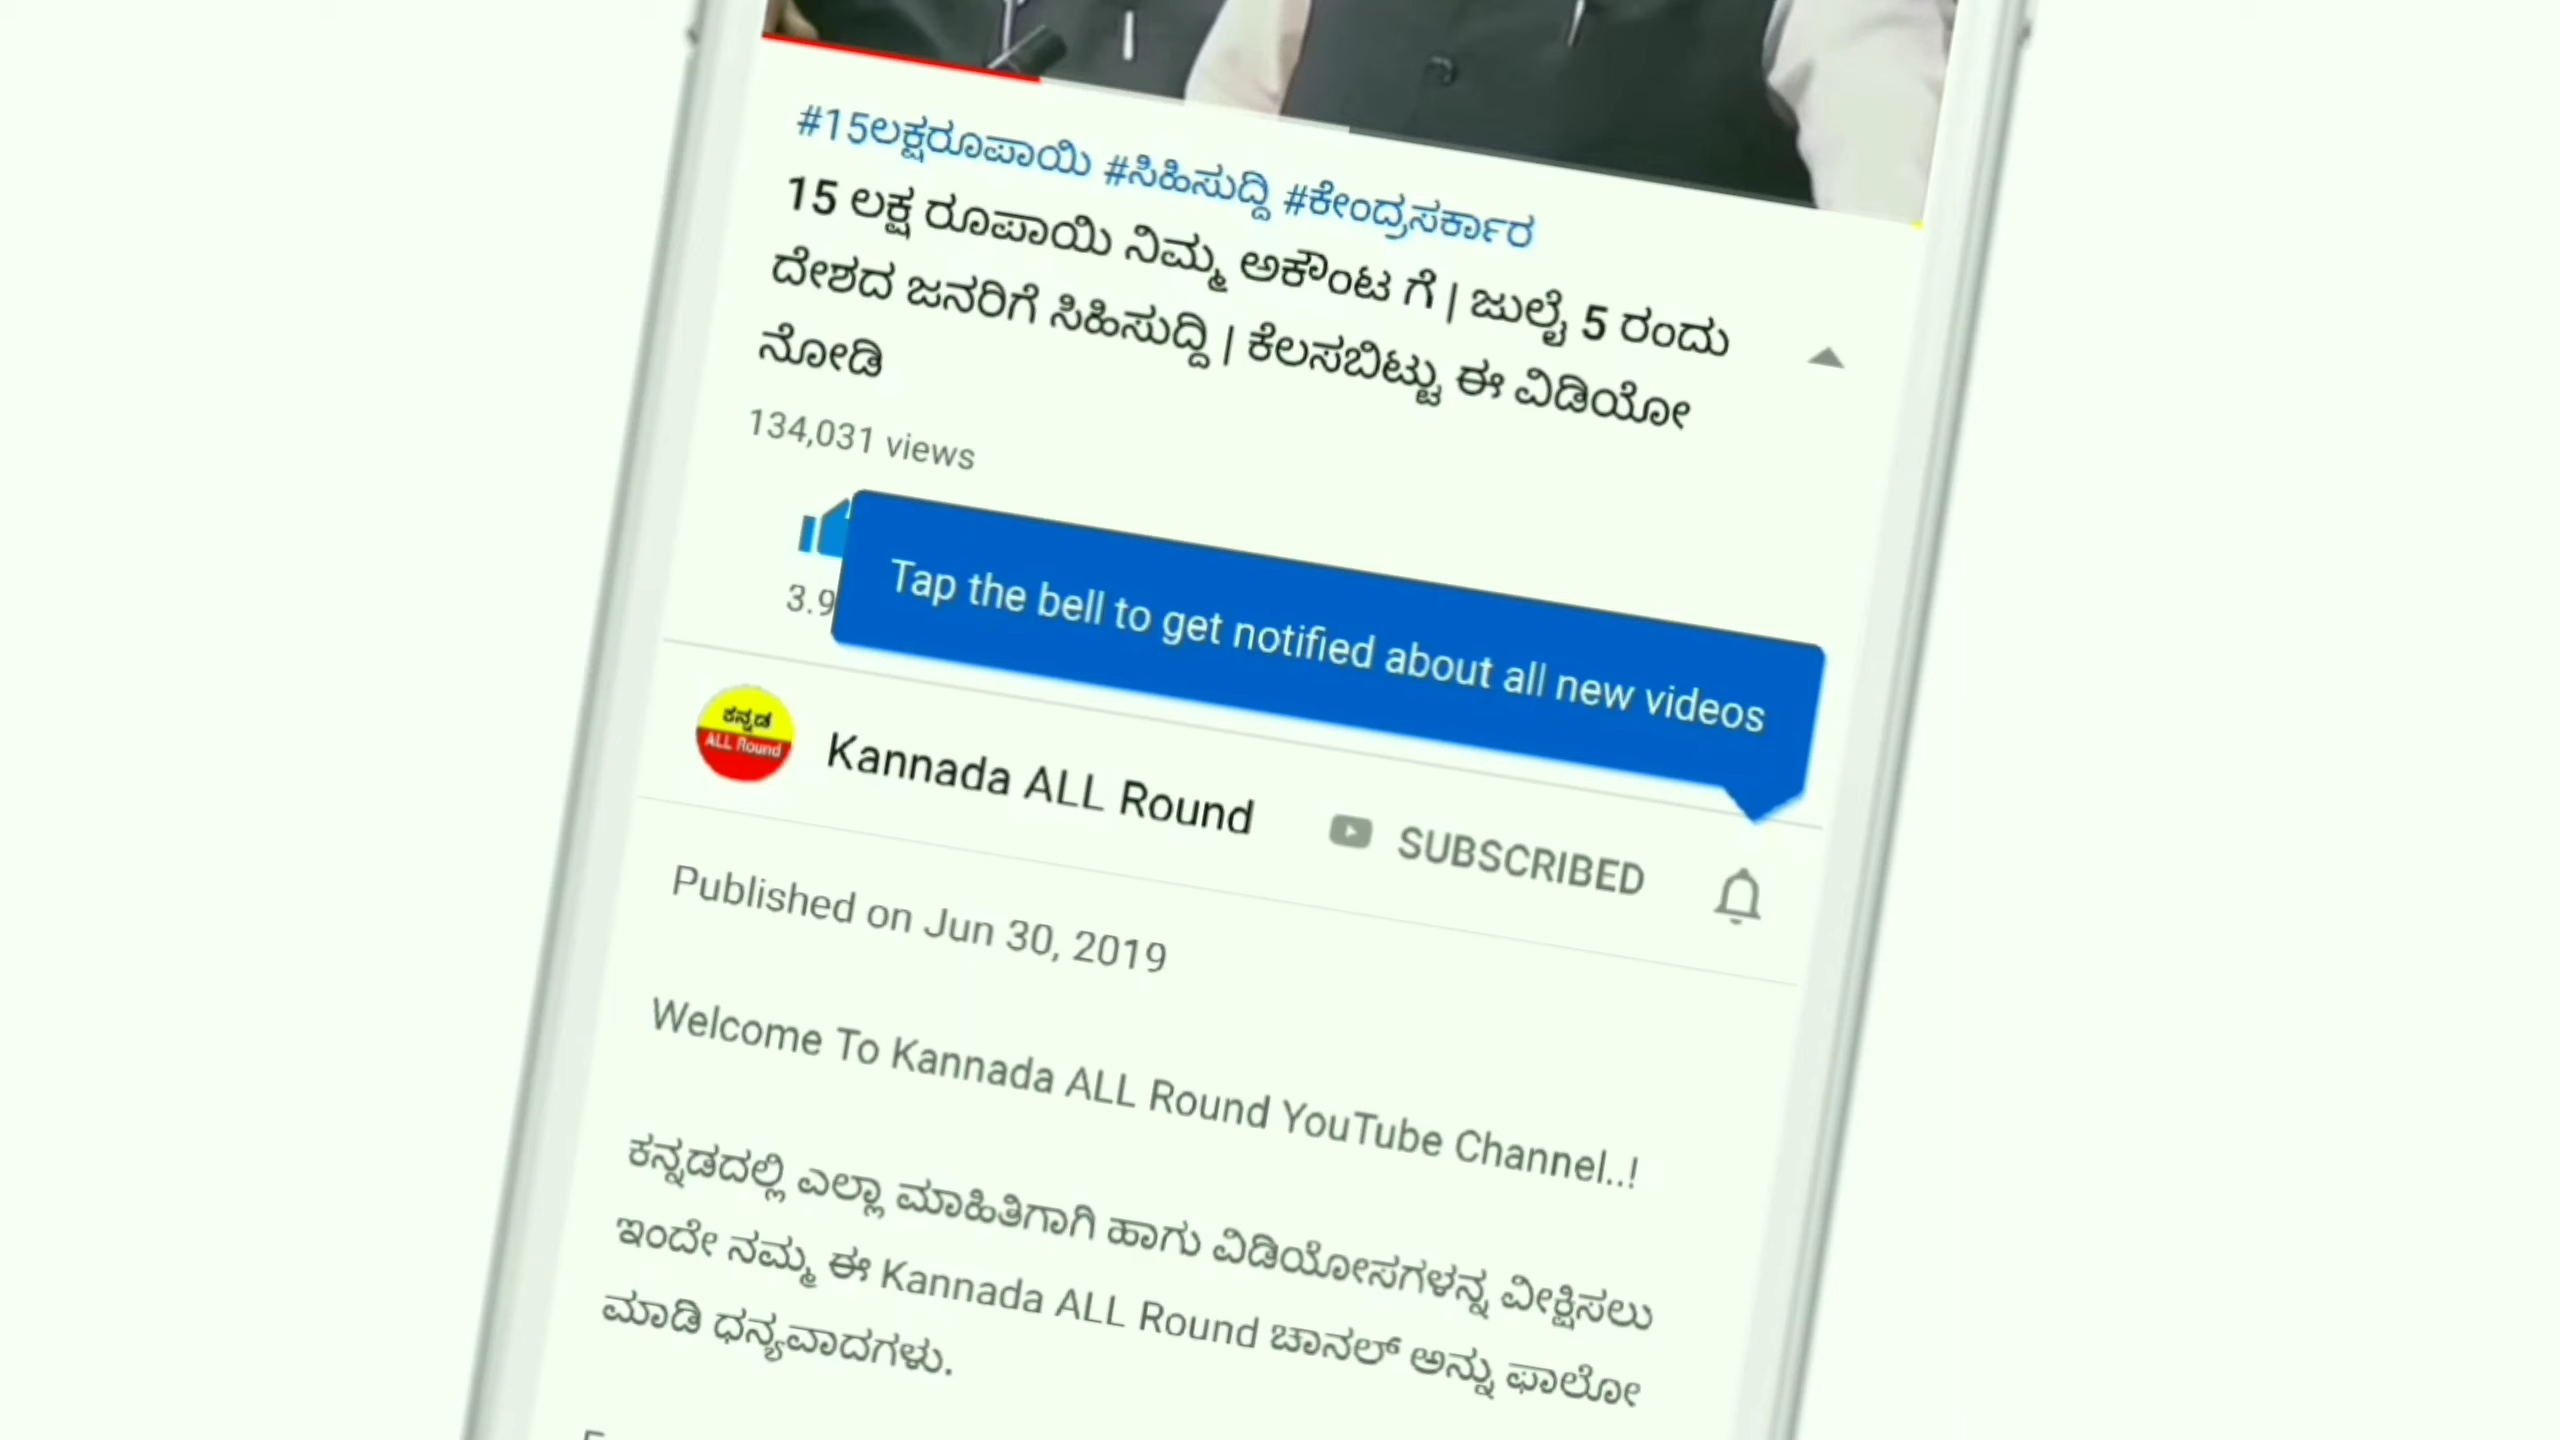 #15ಲಕ್ಷರೂಪಾಯಿ #ಸಿಹಿಸುದ್ದಿ #ಕೇಂದ್ರಸರ್ಕಾರ
15 ಲಕ್ಷ ರೂಪಾಯಿ ನಿಮ್ಮ ಅಕೌಂಟ ಗೆ | ಜುಲೈ 5 ರಂದು
ದೇಶದ ಜನರಿಗೆ ಸಿಹಿಸುದ್ದಿ | ಕೆಲಸಬಿಟ್ಟು ಈ ವಿಡಿಯೋ
ನೋಡಿ
134,031 views
Tap the bell to get notified about all new videos
3.9
ಕನ್ನಡ
ALL Round
Kannada ALL Round
SUBSCRIBED
Published on Jun 30, 2019
Welcome To Kannada ALL Round YouTube Channel..!
ಕನ್ನಡದಲ್ಲಿ ಎಲ್ಲಾ ಮಾಹಿತಿಗಾಗಿ ಹಾಗು ವಿಡಿಯೋಸಗಳನ್ನ ವೀಕ್ಷಿಸಲು
ಇಂದೇ ನಮ್ಮ ಈ Kannada ALL Round ಚಾನಲ್ ಅನ್ನು ಫಾಲೋ
ಮಾಡಿ ಧನ್ಯವಾದಗಳು.